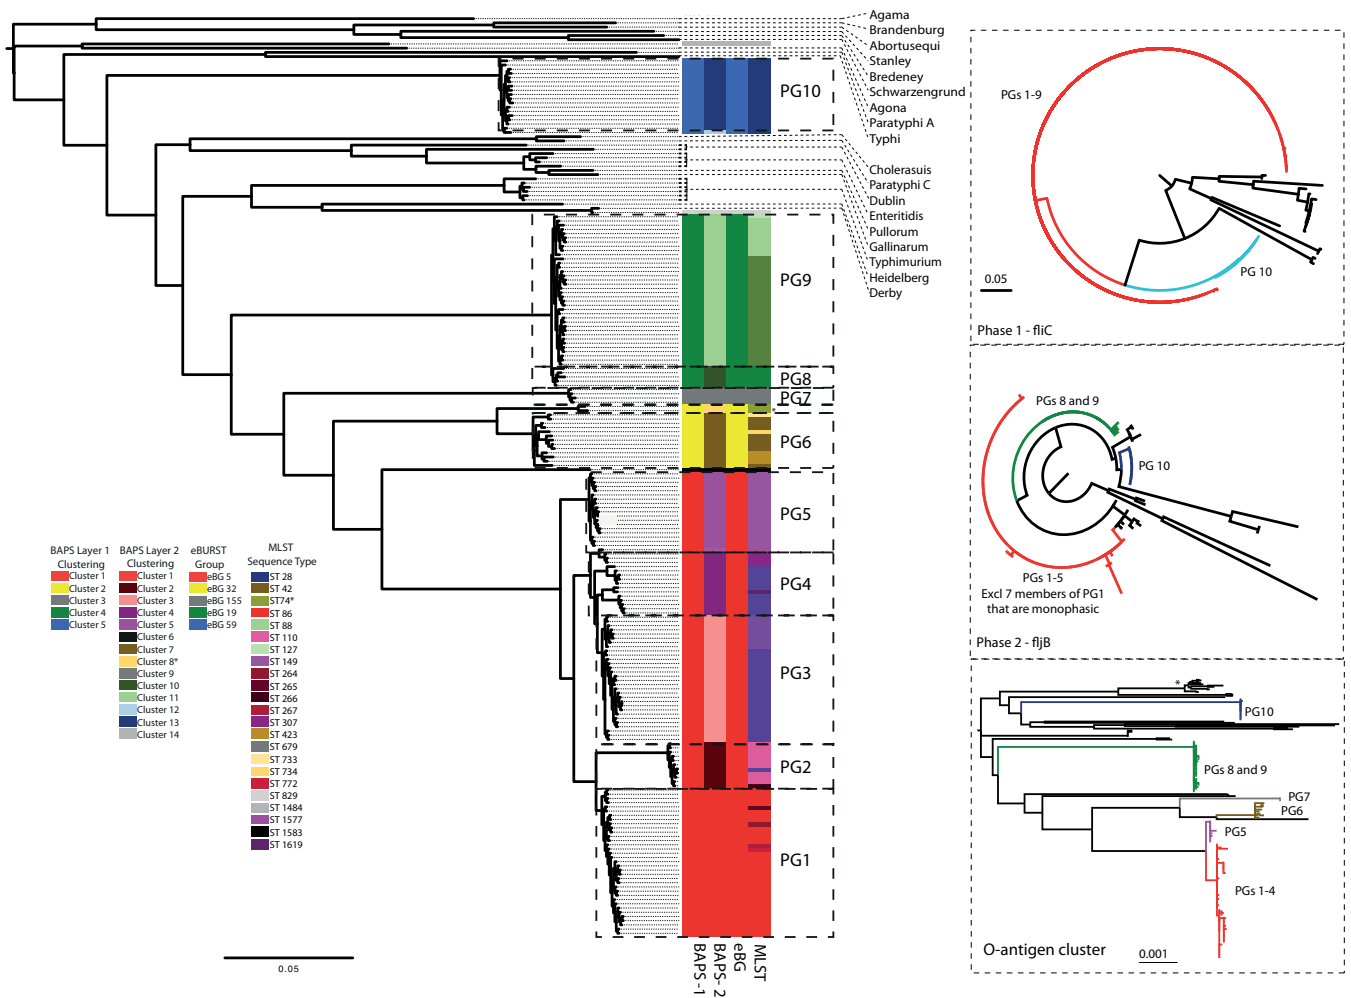 Agama
Brandenburg
Abortusequi
Stanley
Bredeney
Schwarzengrund
Agona
Paratyphi A
Typhi
Cholerasuis
Paratyphi C
Dublin
Enteritidis
Pullorum
Gallinarum
Typhimurium
Heidelberg
Derby
PG10
PG9
PG8
PG7
PG6
PG5
PG4
PG3
PG2
PG1
BAPS-1
BAPS- 2
eBG
MLST
0.05
BAPS Layer 1
Clustering
Cluster 1
Cluster 2
Cluster 3
Cluster 4
Cluster 5
BAPS Layer 2
Clustering
Cluster 1
Cluster 2
Cluster 3
Cluster 4
Cluster 5
Cluster 6
Cluster 7
Cluster 8*
Cluster 9
Cluster 10
Cluster 11
Cluster 12
Cluster 13
Cluster 14
eBURST
Group
eBG 5
eBG 32
eBG 155
eBG 19
eBG 59
MLST
Sequence Type
ST 28
ST 42
ST74*
ST 86
ST 88
ST 110
ST 127
ST 149
ST 264
ST 265
ST 266
ST 267
ST 307
ST 423
ST 679
ST 733
ST 734
ST 772
ST 829
ST 1484
ST 1577
ST 1583
ST 1619
PGs 1-9
PG 10
0.05
Phase 1 - fliC
PGs 8 and 9
PG 10
PGs 1-5
Excl 7 members of PG1
that are monophasic
Phase 2 - fljB
*
PG10
PGs 8 and 9
PG7
PG6
PG5
PGs 1-4
O-antigen cluster
0.001